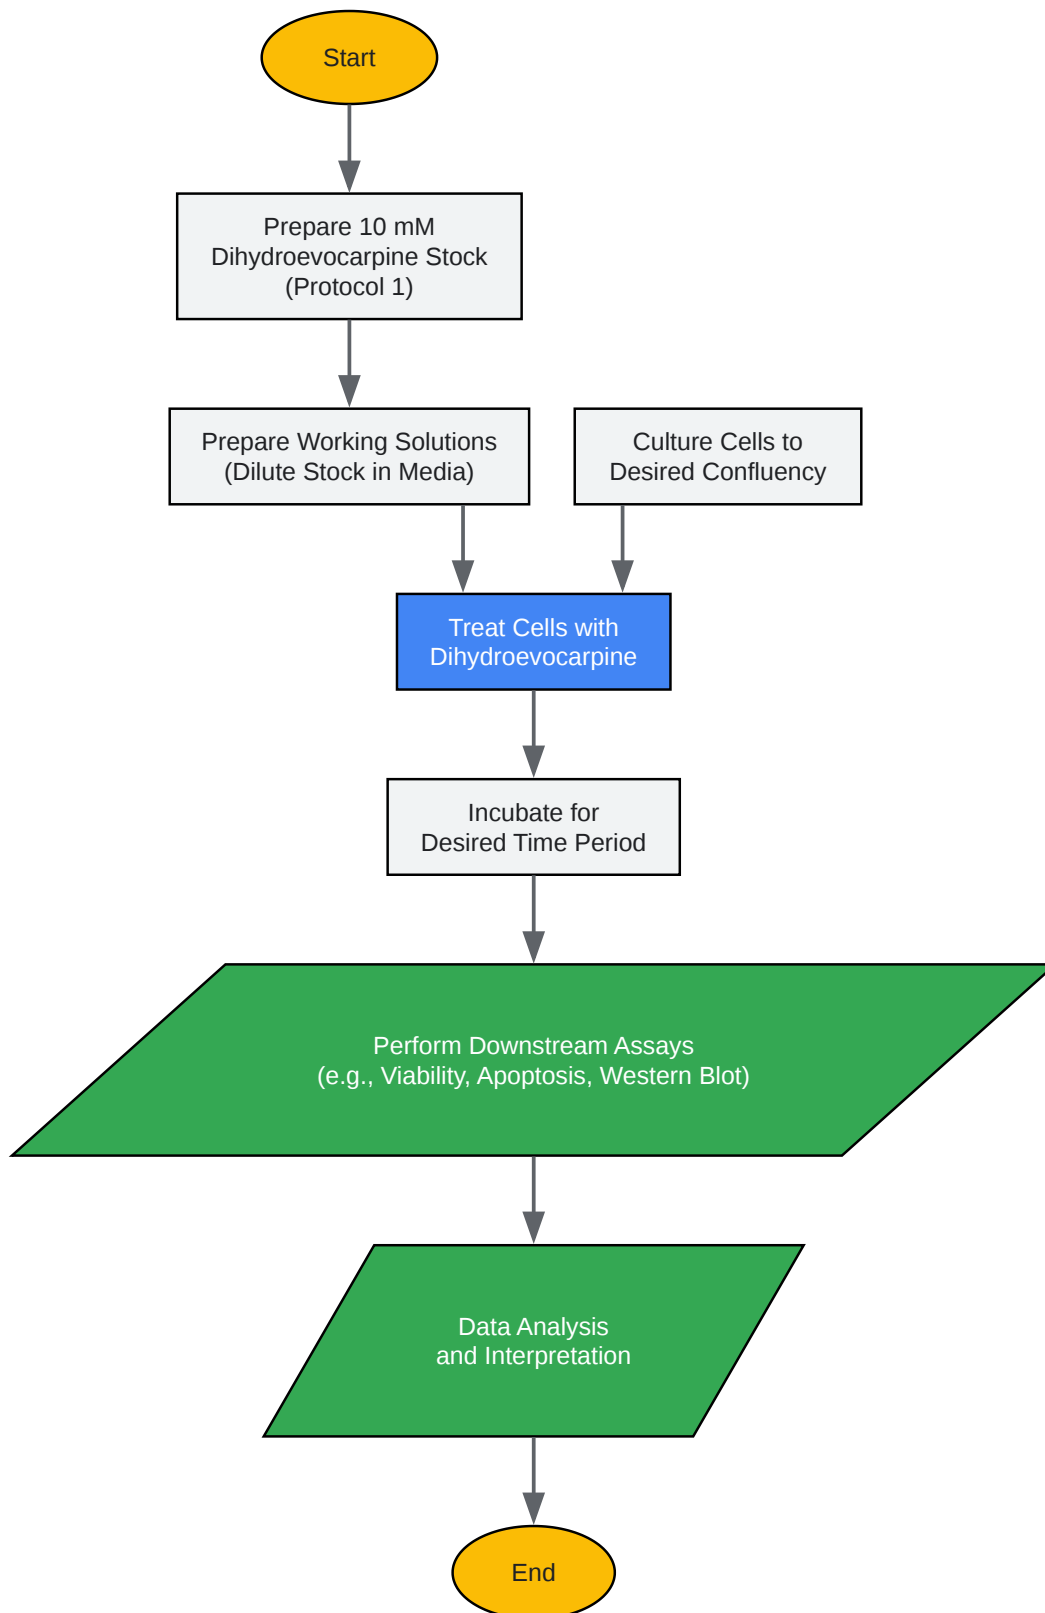 Start
Prepare 10 mM
Dihydroevocarpine Stock
(Protocol 1)
Prepare Working Solutions
(Dilute Stock in Media)
Culture Cells to
Desired Confluency
Treat Cells with
Dihydroevocarpine
Incubate for
Desired Time Period
Perform Downstream Assays
(e.g., Viability, Apoptosis, Western Blot)
Data Analysis
and Interpretation
End